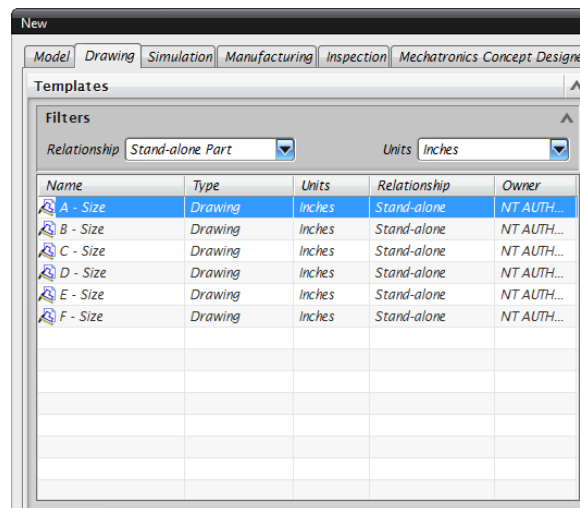 New
Model Drawing Simulation Manufacturing Inspection Mechatronics Concept
Templates
Filters
Relationship Stand-alone Part Units Inches
Name Type Units Relationship Owner
A - Size Drawing Inches Stand-alone NT AUTH...
B - Size Drawing Inches Stand-alone NT AUTH...
C - Size Drawing Inches Stand-alone NT AUTH...
D - Size Drawing Inches Stand-alone NT AUTH...
E - Size Drawing Inches Stand-alone NT AUTH...
F - Size Drawing Inches Stand-alone NT AUTH...